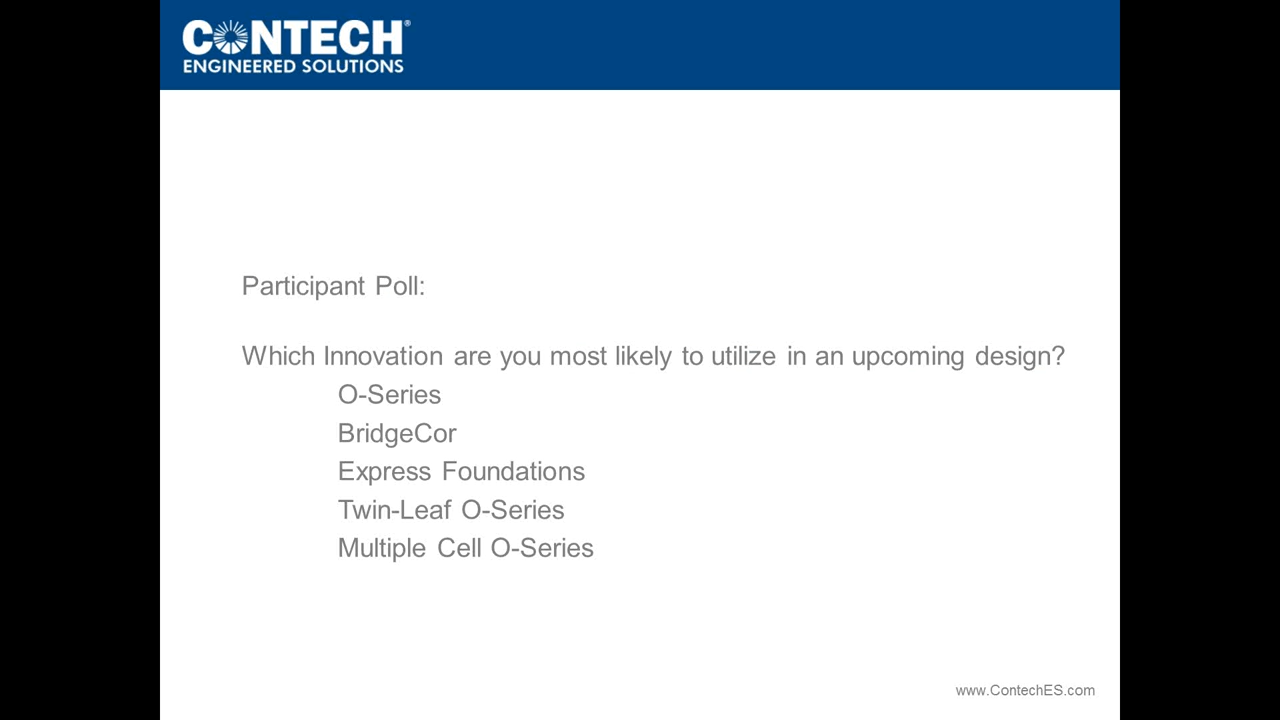 CONTECH®
ENGINEERED SOLUTIONS
Participant Poll:
Which Innovation are you most likely to utilize in an upcoming design?
O-Series
BridgeCor
Express Foundations
Twin-Leaf O-Series
Multiple Cell O-Series
www.ContechES.com